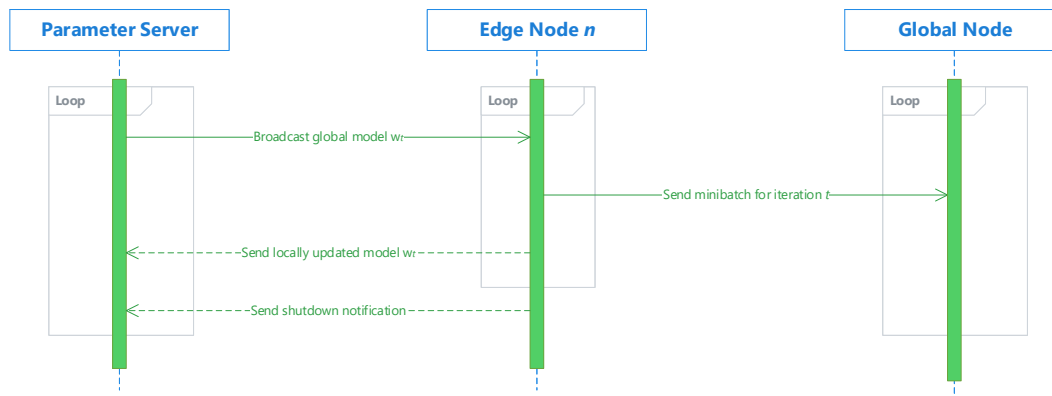 Parameter Server
Edge Node n
Global Node
Loop
Loop
Loop
Broadcast global model wₜ
Send minibatch for iteration t
Send locally updated model wₜ
Send shutdown notification